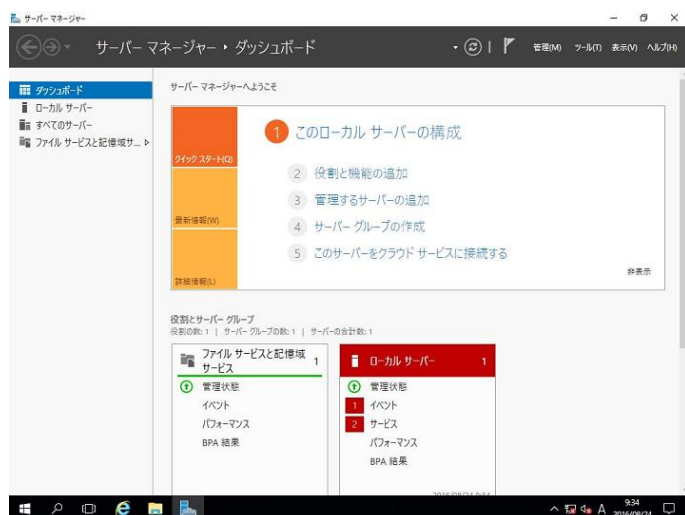 サーバー マネージャー
サーバー マネージャー • ダッシュボード
管理(M) ツール(T) 表示(V) ヘルプ(H)
ダッシュボード
ローカル サーバー
すべてのサーバー
ファイル サービスと記憶域サ...
サーバー マネージャーへようこそ
クイック スタート(Q)
最新情報(W)
詳細情報(L)
1 このローカル サーバーの構成
2 役割と機能の追加
3 管理するサーバーの追加
4 サーバー グループの作成
5 このサーバーをクラウド サービスに接続する
非表示
役割とサーバー グループ
役割の数: 1 | サーバー グループの数: 1 | サーバーの合計数: 1
ファイル サービスと記憶域
サービス
1
管理状態
イベント
パフォーマンス
BPA 結果
ローカル サーバー 1
管理状態
1 イベント
2 サービス
パフォーマンス
BPA 結果
2016/08/24 9:34
A
9:34
2016/08/24